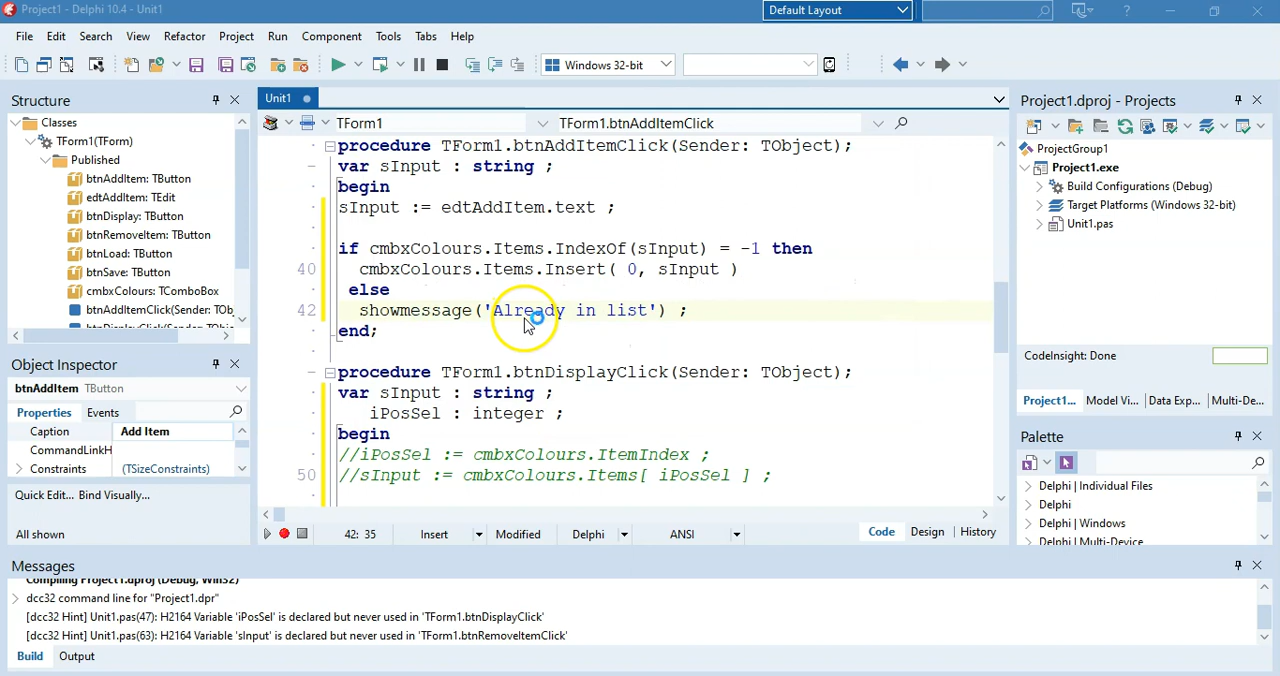 Project1 - Delphi 10.4 - Unit1
Default Layout
File Edit Search View Refactor Project Run Component Tools Tabs Help
Windows 32-bit
Structure
Classes
TForm1(TForm)
Published
btnAddItem: TButton
edtAddItem: TEdit
btnDisplay: TButton
btnRemoveItem: TButton
btnLoad: TButton
btnSave: TButton
cmbxColours: TComboBox
btnAddItemClick(Sender: TObj
btnDisplayClick(Sender: TObj
Object Inspector
btnAddItem TButton
Properties Events
Caption Add Item
CommandLinkH
Constraints (TSizeConstraints)
Quick Edit... Bind Visually...
All shown
Unit1
TForm1 TForm1.btnAddItemClick
procedure TForm1.btnAddItemClick(Sender: TObject);
var sInput : string ;
begin
sInput := edtAddItem.text ;
if cmbxColours.Items.IndexOf(sInput) = -1 then
40 cmbxColours.Items.Insert( 0, sInput )
else
42 showmessage('Already in list') ;
end;
procedure TForm1.btnDisplayClick(Sender: TObject);
var sInput : string ;
iPosSel : integer ;
begin
//iPosSel := cmbxColours.ItemIndex ;
50 //sInput := cmbxColours.Items[ iPosSel ] ;
42: 35 Insert Modified Delphi ANSI Code Design History
Project1.dproj - Projects
ProjectGroup1
Project1.exe
Build Configurations (Debug)
Target Platforms (Windows 32-bit)
Unit1.pas
CodeInsight: Done
Project1... Model Vi... Data Exp... Multi-De...
Palette
Delphi | Individual Files
Delphi
Delphi | Windows
Delphi | Multi-Device
Messages
Compiling Project1.dproj (Debug, Win32)
dcc32 command line for "Project1.dpr"
[dcc32 Hint] Unit1.pas(47): H2164 Variable 'iPosSel' is declared but never used in 'TForm1.btnDisplayClick'
[dcc32 Hint] Unit1.pas(63): H2164 Variable 'sInput' is declared but never used in 'TForm1.btnRemoveItemClick'
Build Output